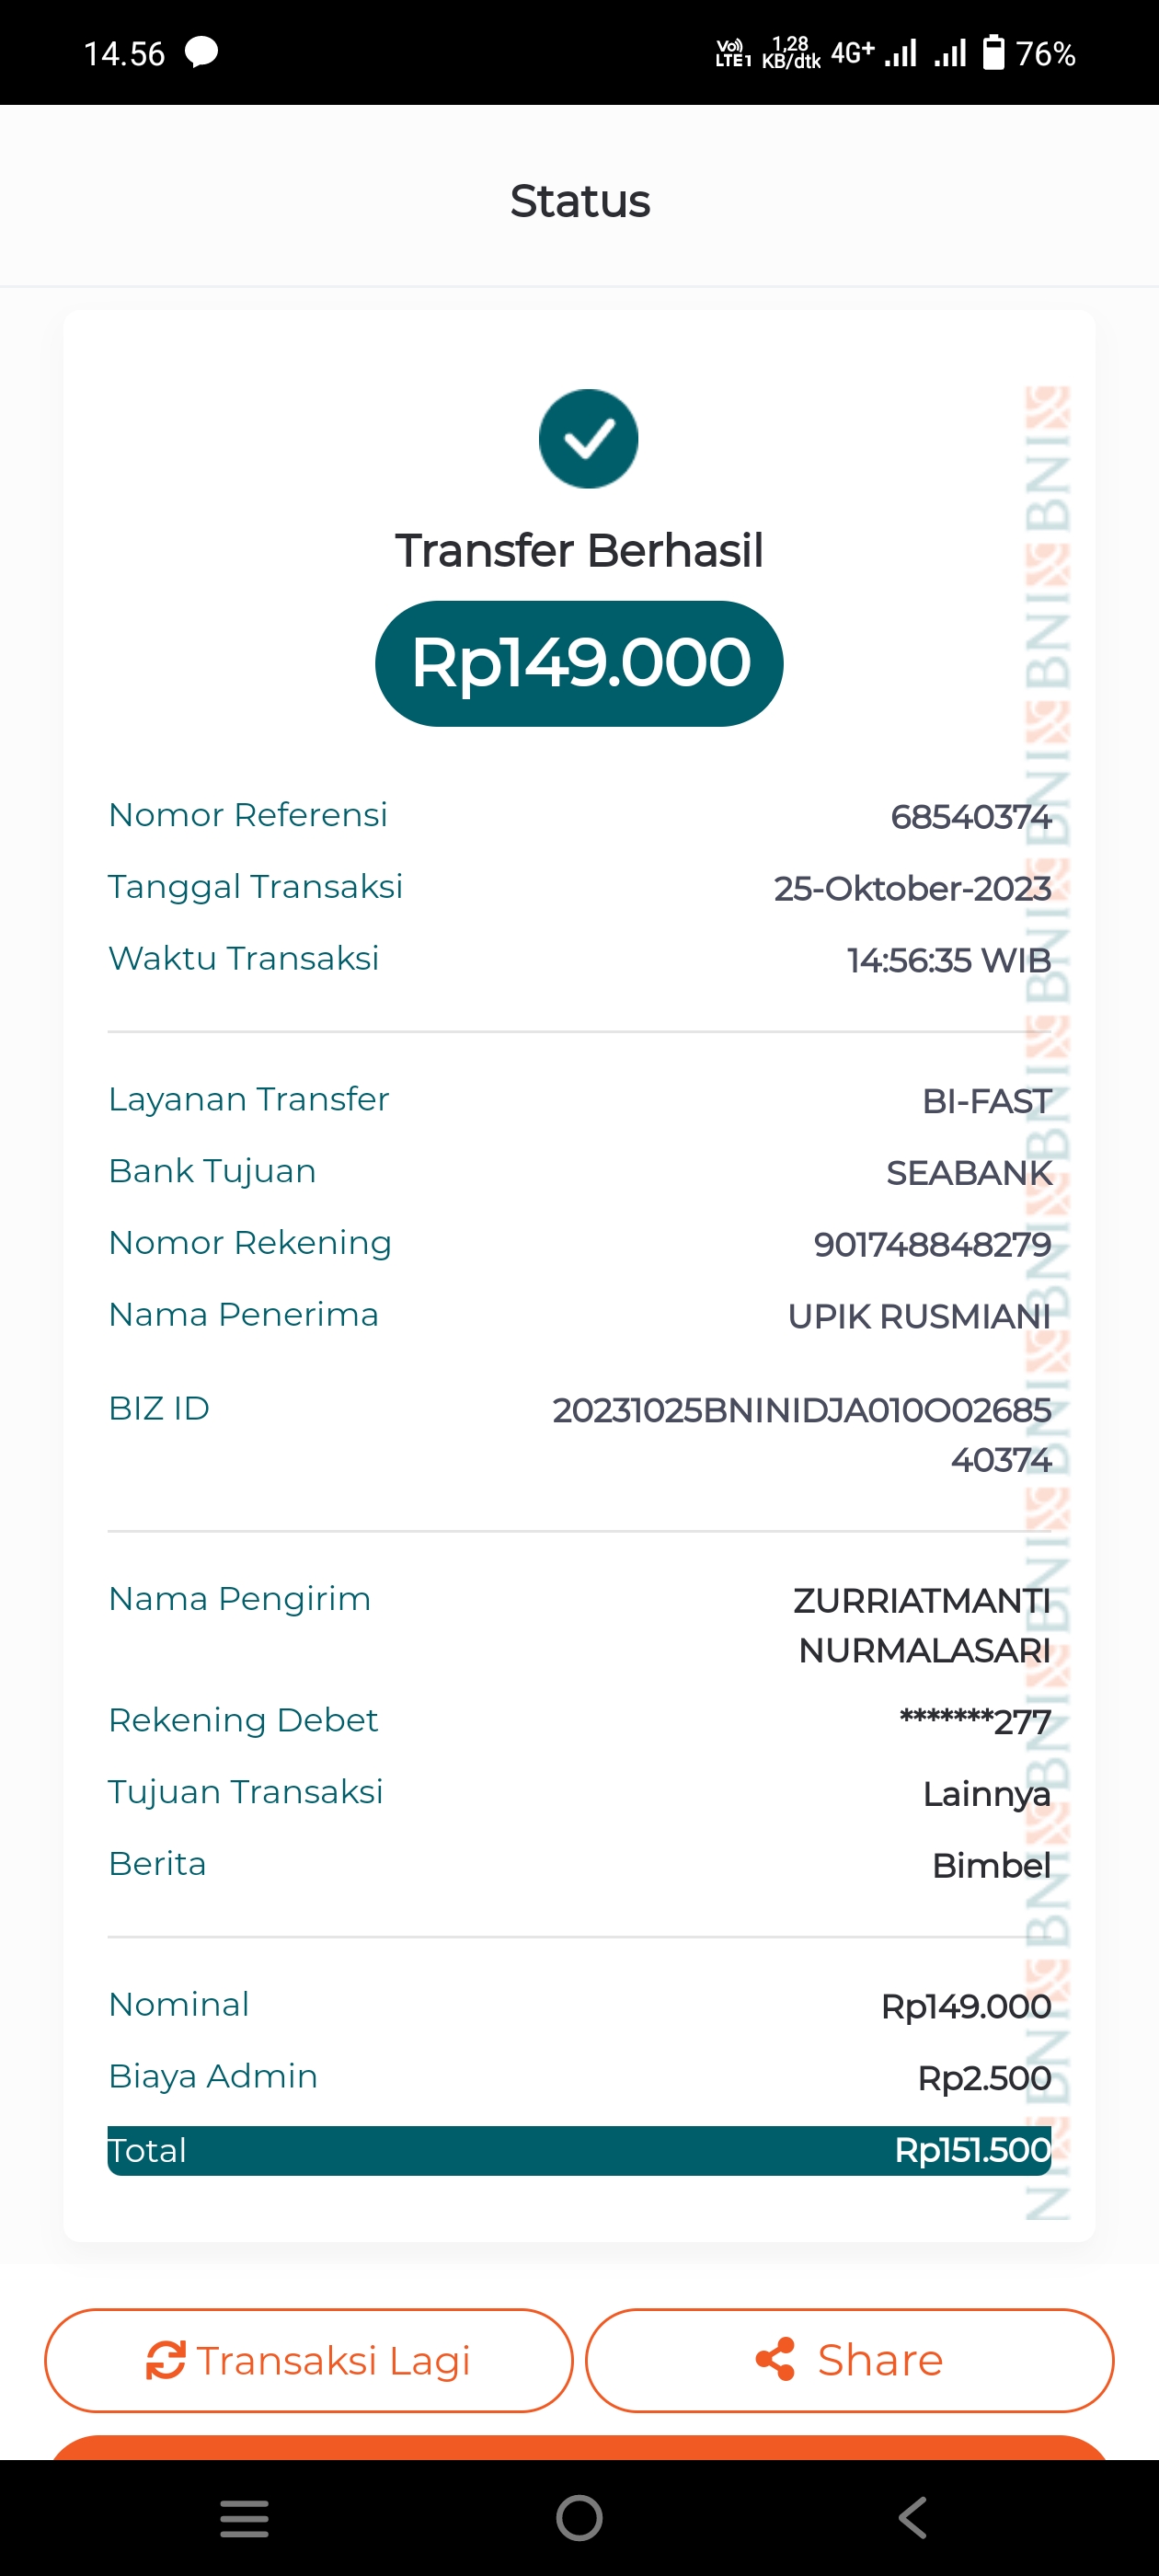 14.56
Vo)) LTE1 1,28 KB/dtk 4G+ 76%
Status
Transfer Berhasil
Rp149.000
Nomor Referensi 68540374
Tanggal Transaksi 25-Oktober-2023
Waktu Transaksi 14:56:35 WIB
Layanan Transfer BI-FAST
Bank Tujuan SEABANK
Nomor Rekening 901748848279
Nama Penerima UPIK RUSMIANI
BIZ ID 20231025BNINIDJA010O02685
40374
Nama Pengirim ZURRIATMANTI
NURMALASARI
Rekening Debet *******277
Tujuan Transaksi Lainnya
Berita Bimbel
Nominal Rp149.000
Biaya Admin Rp2.500
Total Rp151.500
Transaksi Lagi
Share
BNI BNI BNI BNI BNI BNI BNI BNI BNI BNI BNI NI